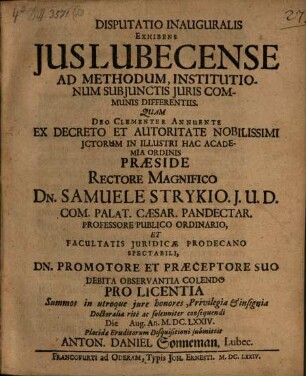 DISPUTATIO INAUGURALIS
EXHIBENS
JUS LUBECENSE
AD METHODUM, INSTITUTIO-
NUM SUBJUNCTIS JURIS COM-
MUNIS DIFFERENTIIS.
QUAM
DEO CLEMENTER ANNUENTE
EX DECRETO ET AUTORITATE NOBILISSIMI
JCTORUM IN ILLUSTRI HAC ACADE-
MIA ORDINIS
PRÆSIDE
RECTORE MAGNIFICO
DN. SAMUELE STRYKIO. J. U. D.
COM. PALAT. CÆSAR. PANDECTAR.
PROFESSORE PUBLICO ORDINARIO,
ET
FACULTATIS JURIDICÆ PRODECANO
SPECTABILI,
DN. PROMOTORE ET PRÆCEPTORE SUO
DEBITA OBSERVANTIA COLENDO
PRO LICENTIA
Summos in utroque jure honores, Privilegia & insignia
Doctoralia ritè ac solenniter consequendi
Die Aug. An. M.DC.LXXIV.
Placidæ Eruditorum Disquisitioni submittit
ANTON. DANIEL Sonneman, Lubec.
FRANCOFURTI ad ODERAM, Typis JOH. ERNESTI. M.DC.LXXIV.